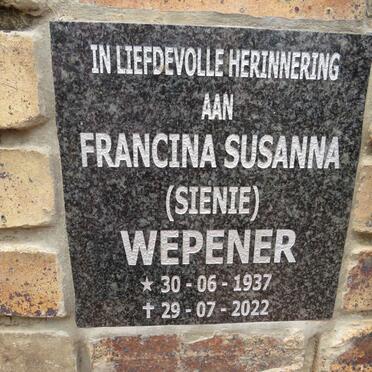 IN LIEFDEVOLLE HERINNERING
AAN
FRANCINA SUSANNA
(SIENIE)
WEPENER
★ 30 - 06 - 1937
✝ 29 - 07 - 2022